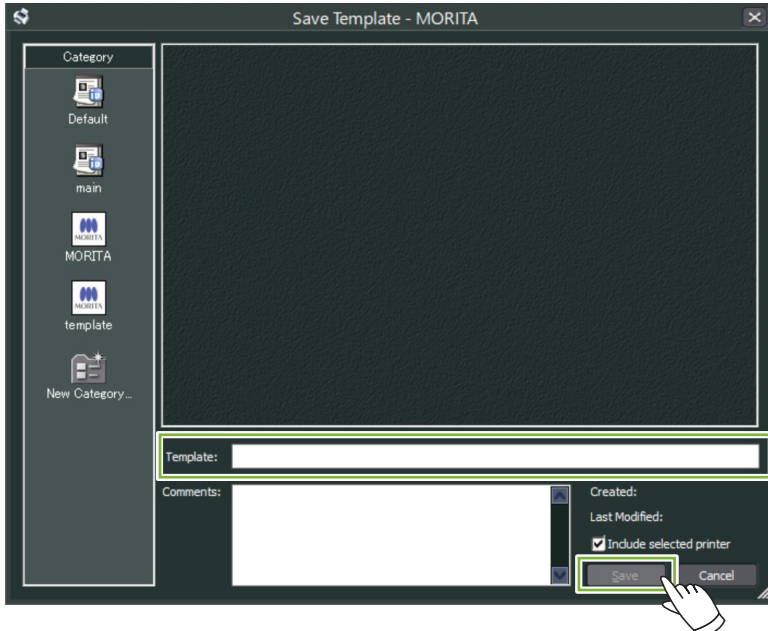 Save Template - MORITA
Category
Default
main
MORITA
MORITA
MORITA
template
New Category...
Template:
Comments:
Created:
Last Modified:
Include selected printer
Save
Cancel